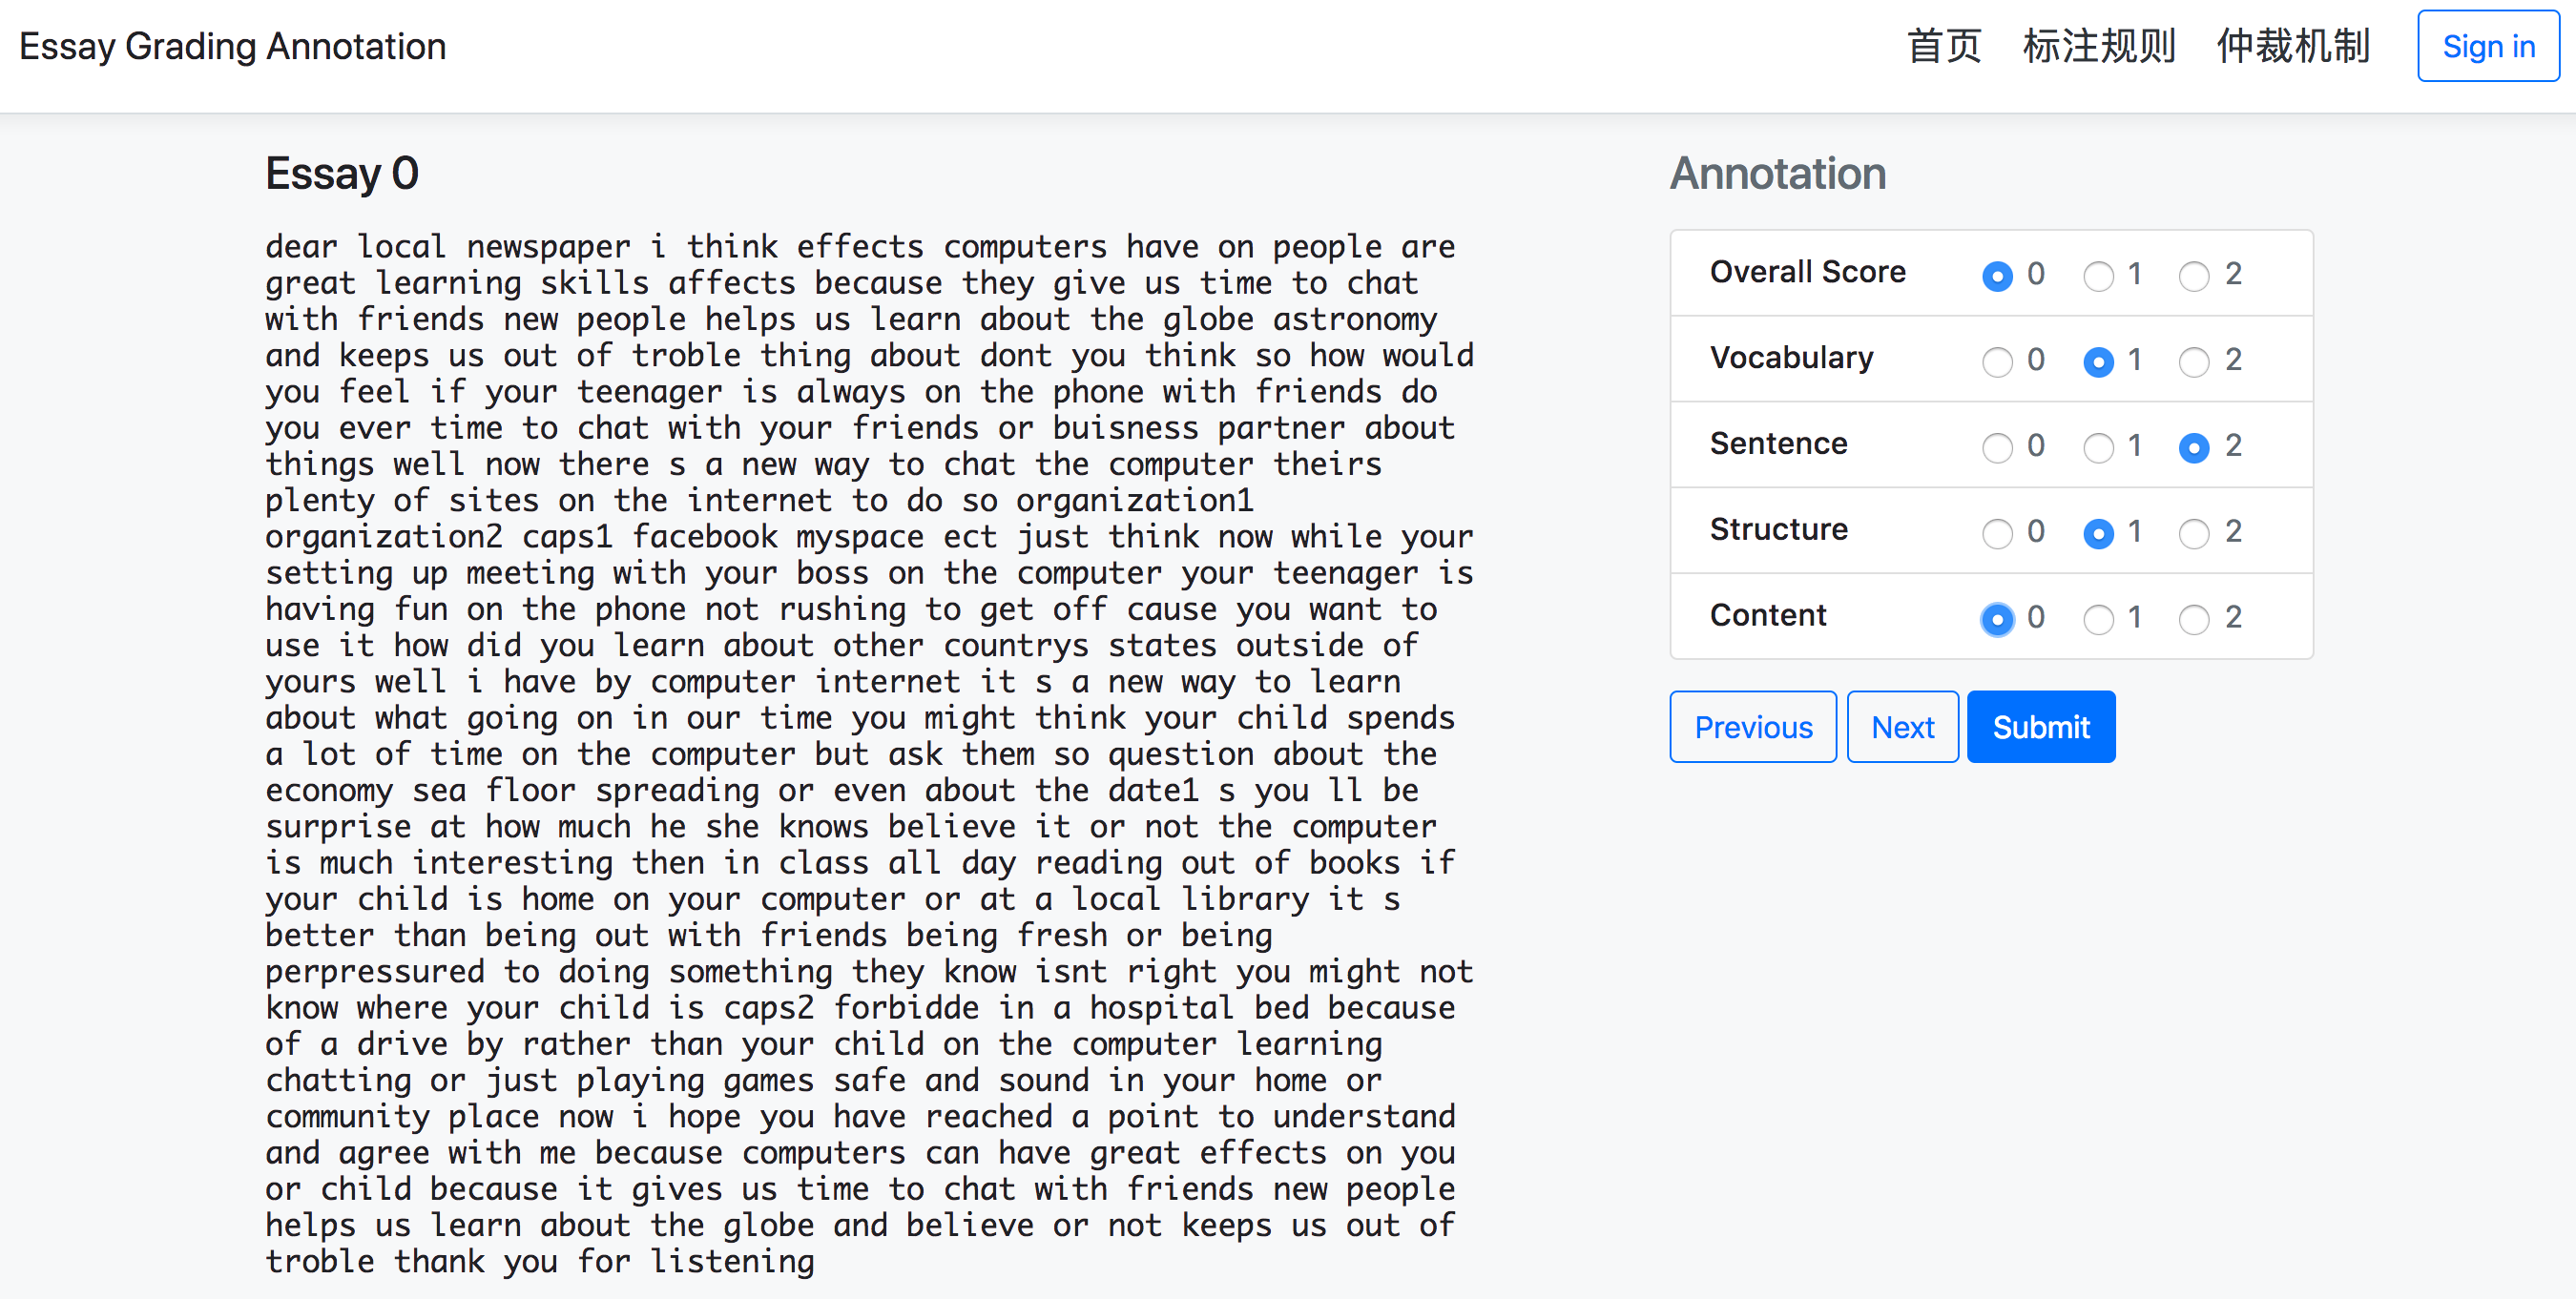 Essay Grading Annotation
首页 标注规则 仲裁机制 Sign in
Essay 0
dear local newspaper i think effects computers have on people are
great learning skills affects because they give us time to chat
with friends new people helps us learn about the globe astronomy
and keeps us out of troble thing about dont you think so how would
you feel if your teenager is always on the phone with friends do
you ever time to chat with your friends or buisness partner about
things well now there s a new way to chat the computer theirs
plenty of sites on the internet to do so organization1
organization2 caps1 facebook myspace ect just think now while your
setting up meeting with your boss on the computer your teenager is
having fun on the phone not rushing to get off cause you want to
use it how did you learn about other countrys states outside of
yours well i have by computer internet it s a new way to learn
about what going on in our time you might think your child spends
a lot of time on the computer but ask them so question about the
economy sea floor spreading or even about the date1 s you ll be
surprise at how much he she knows believe it or not the computer
is much interesting then in class all day reading out of books if
your child is home on your computer or at a local library it s
better than being out with friends being fresh or being
perpressured to doing something they know isnt right you might not
know where your child is caps2 forbidde in a hospital bed because
of a drive by rather than your child on the computer learning
chatting or just playing games safe and sound in your home or
community place now i hope you have reached a point to understand
and agree with me because computers can have great effects on you
or child because it gives us time to chat with friends new people
helps us learn about the globe and believe or not keeps us out of
troble thank you for listening
Annotation
Overall Score 0 1 2
Vocabulary 0 1 2
Sentence 0 1 2
Structure 0 1 2
Content 0 1 2
Previous Next Submit